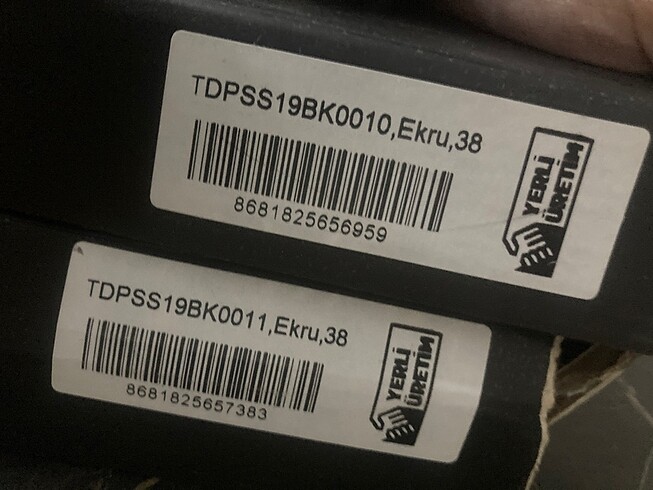 TDPSS19BK0010,Ekru,38
8681825656959
YERLİ
ÜRETİM
TDPSS19BK0011,Ekru,38
8681825657383
YERLİ
ÜRETİM